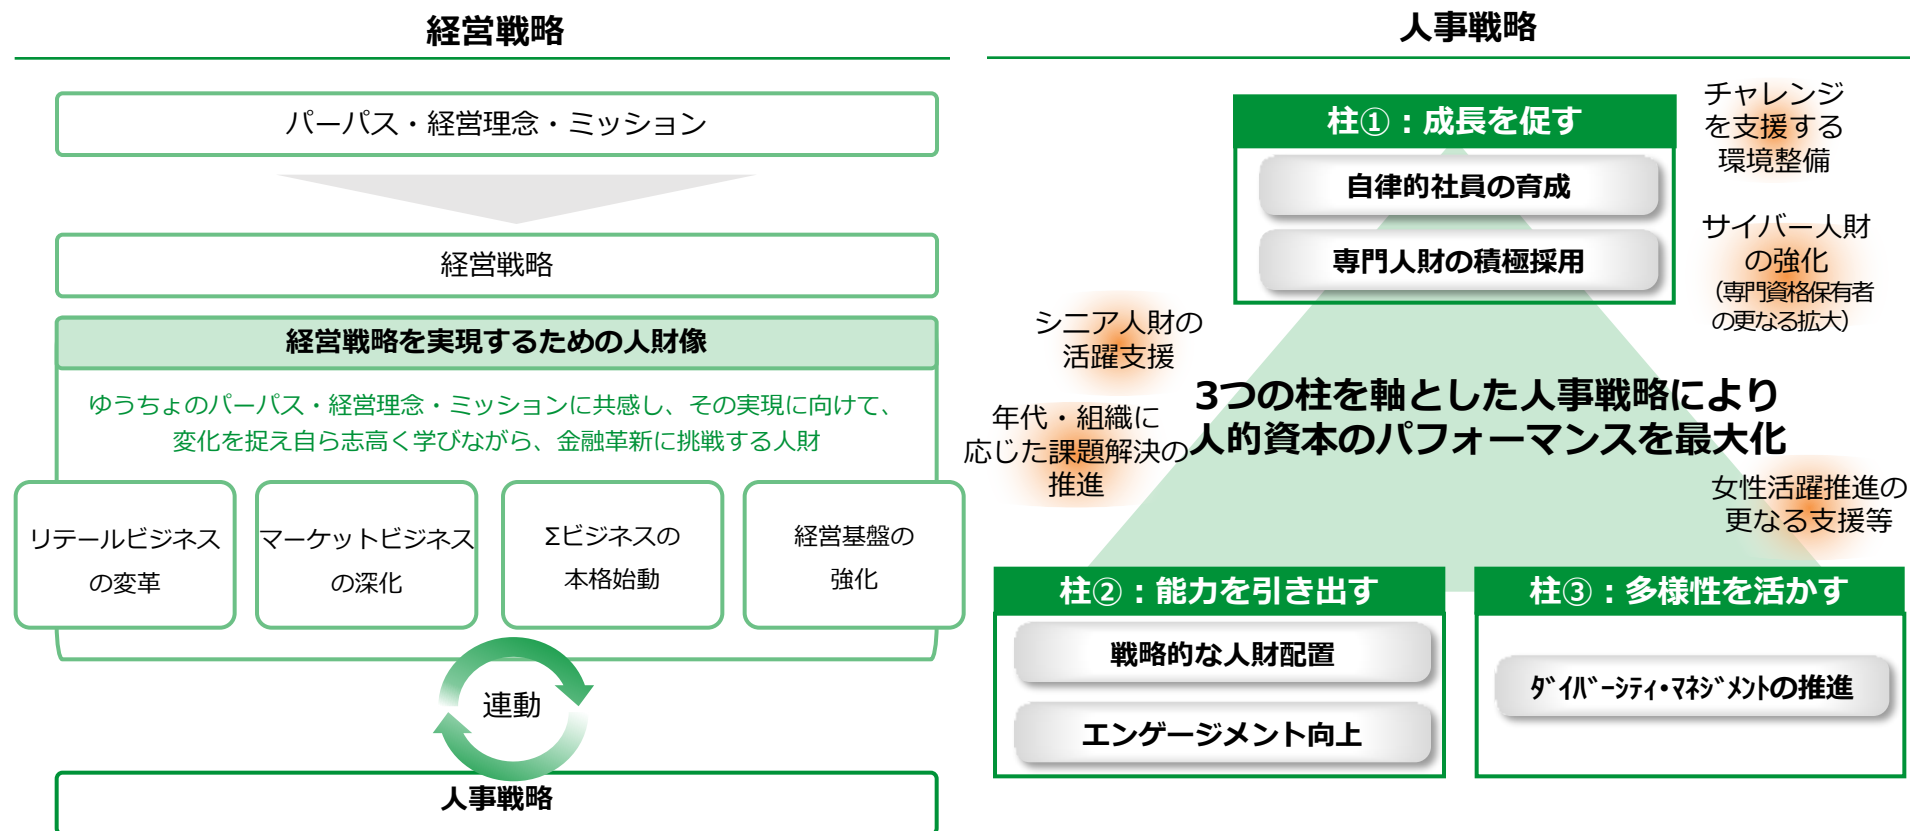 経営戦略
パーパス・経営理念・ミッション
経営戦略
経営戦略を実現するための人財像
ゆうちょのパーパス・経営理念・ミッションに共感し、その実現に向けて、
変化を捉え自ら志高く学びながら、金融革新に挑戦する人財
リテールビジネス
の変革
マーケットビジネス
の深化
Σビジネスの
本格始動
経営基盤の
強化
連動
人事戦略
人事戦略
柱①：成長を促す
自律的社員の育成
専門人財の積極採用
チャレンジ
を支援する
環境整備
サイバー人財
の強化
（専門資格保有者
の更なる拡大）
シニア人財の
活躍支援
年代・組織に
応じた課題解決の
推進
3つの柱を軸とした人事戦略により
人的資本のパフォーマンスを最大化
女性活躍推進の
更なる支援等
柱②：能力を引き出す
戦略的な人財配置
エンゲージメント向上
柱③：多様性を活かす
ﾀﾞｲﾊﾞｰｼﾃｨ・ﾏﾈｼﾞﾒﾝﾄの推進